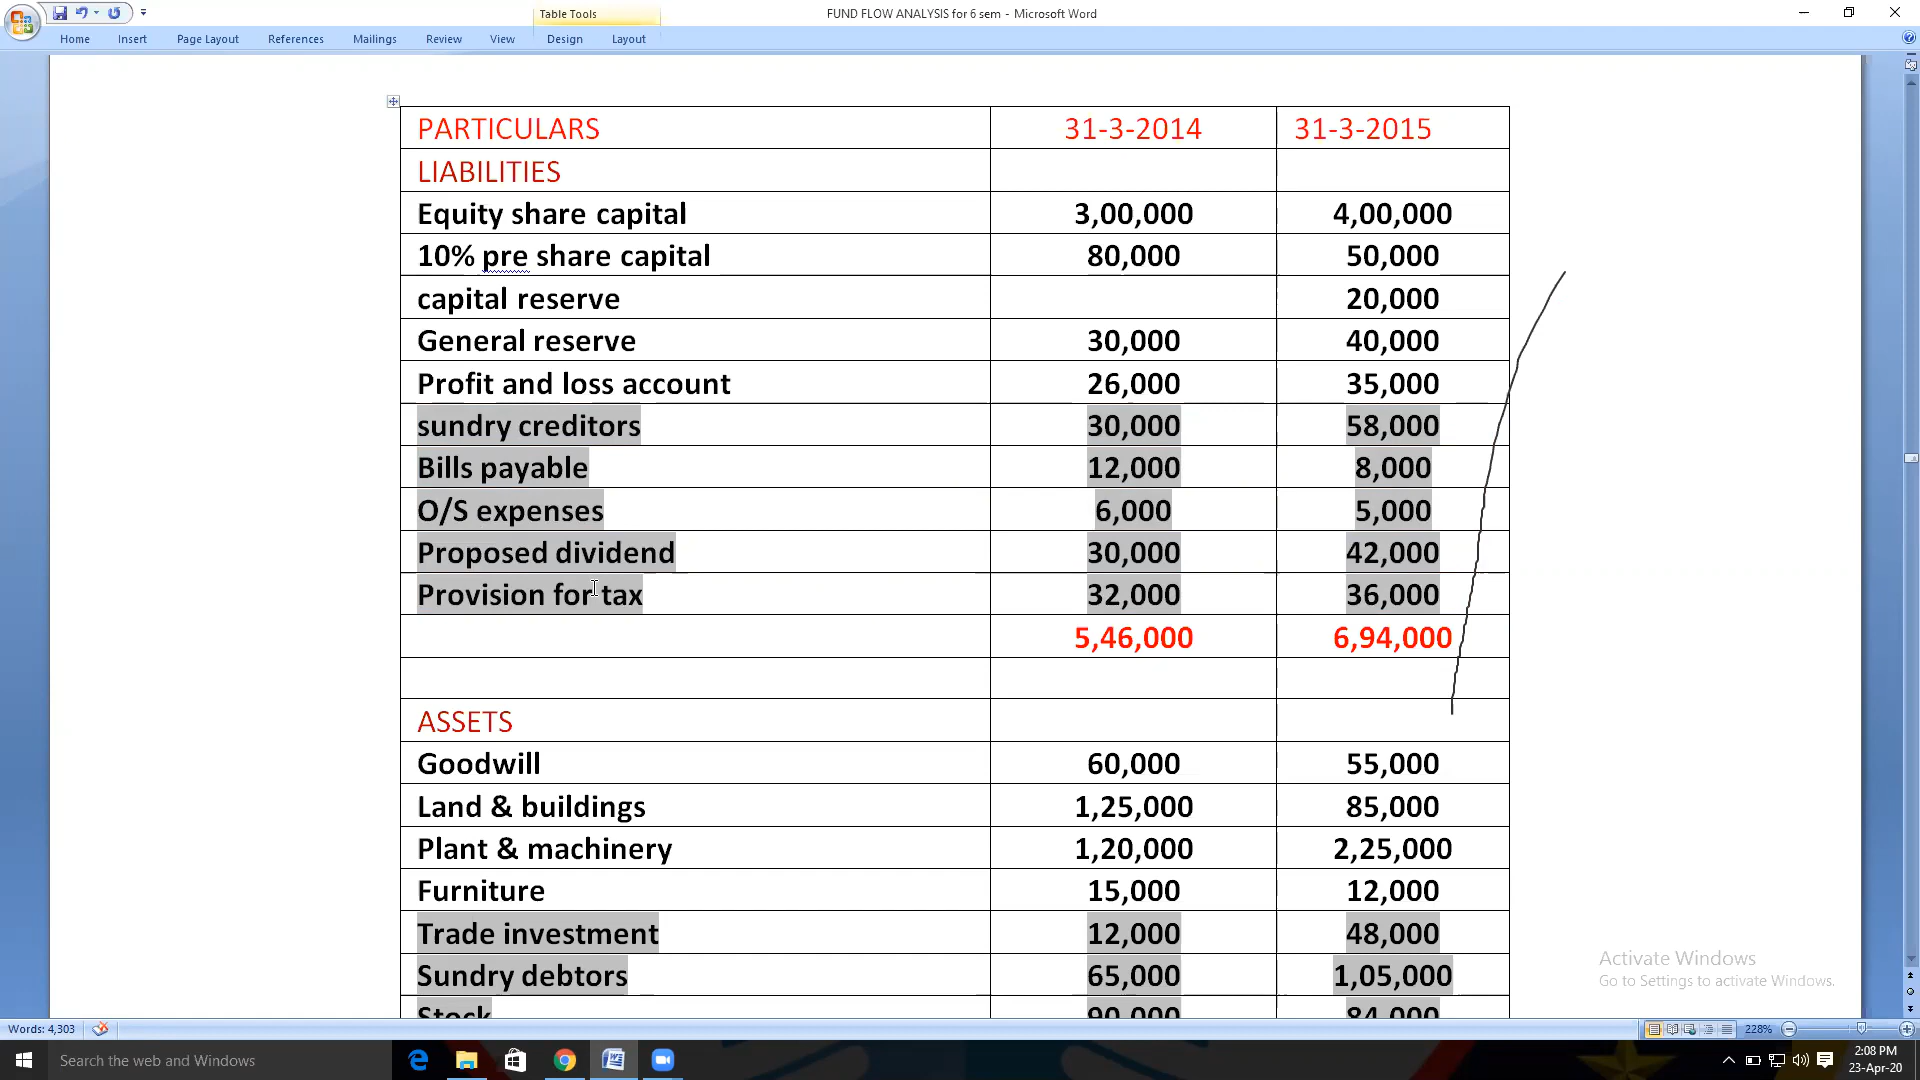 Table Tools
FUND FLOW ANALYSIS for 6 sem - Microsoft Word
Home Insert Page Layout References Mailings Review View Design Layout
PARTICULARS 31-3-2014 31-3-2015
LIABILITIES
Equity share capital 3,00,000 4,00,000
10% pre share capital 80,000 50,000
capital reserve 20,000
General reserve 30,000 40,000
Profit and loss account 26,000 35,000
sundry creditors 30,000 58,000
Bills payable 12,000 8,000
O/S expenses 6,000 5,000
Proposed dividend 30,000 42,000
Provision for tax 32,000 36,000
5,46,000 6,94,000
ASSETS
Goodwill 60,000 55,000
Land & buildings 1,25,000 85,000
Plant & machinery 1,20,000 2,25,000
Furniture 15,000 12,000
Trade investment 12,000 48,000
Sundry debtors 65,000 1,05,000
Stock 90,000 84,000
Activate Windows
Go to Settings to activate Windows.
Words: 4,303 228%
Search the web and Windows
2:08 PM
23-Apr-20